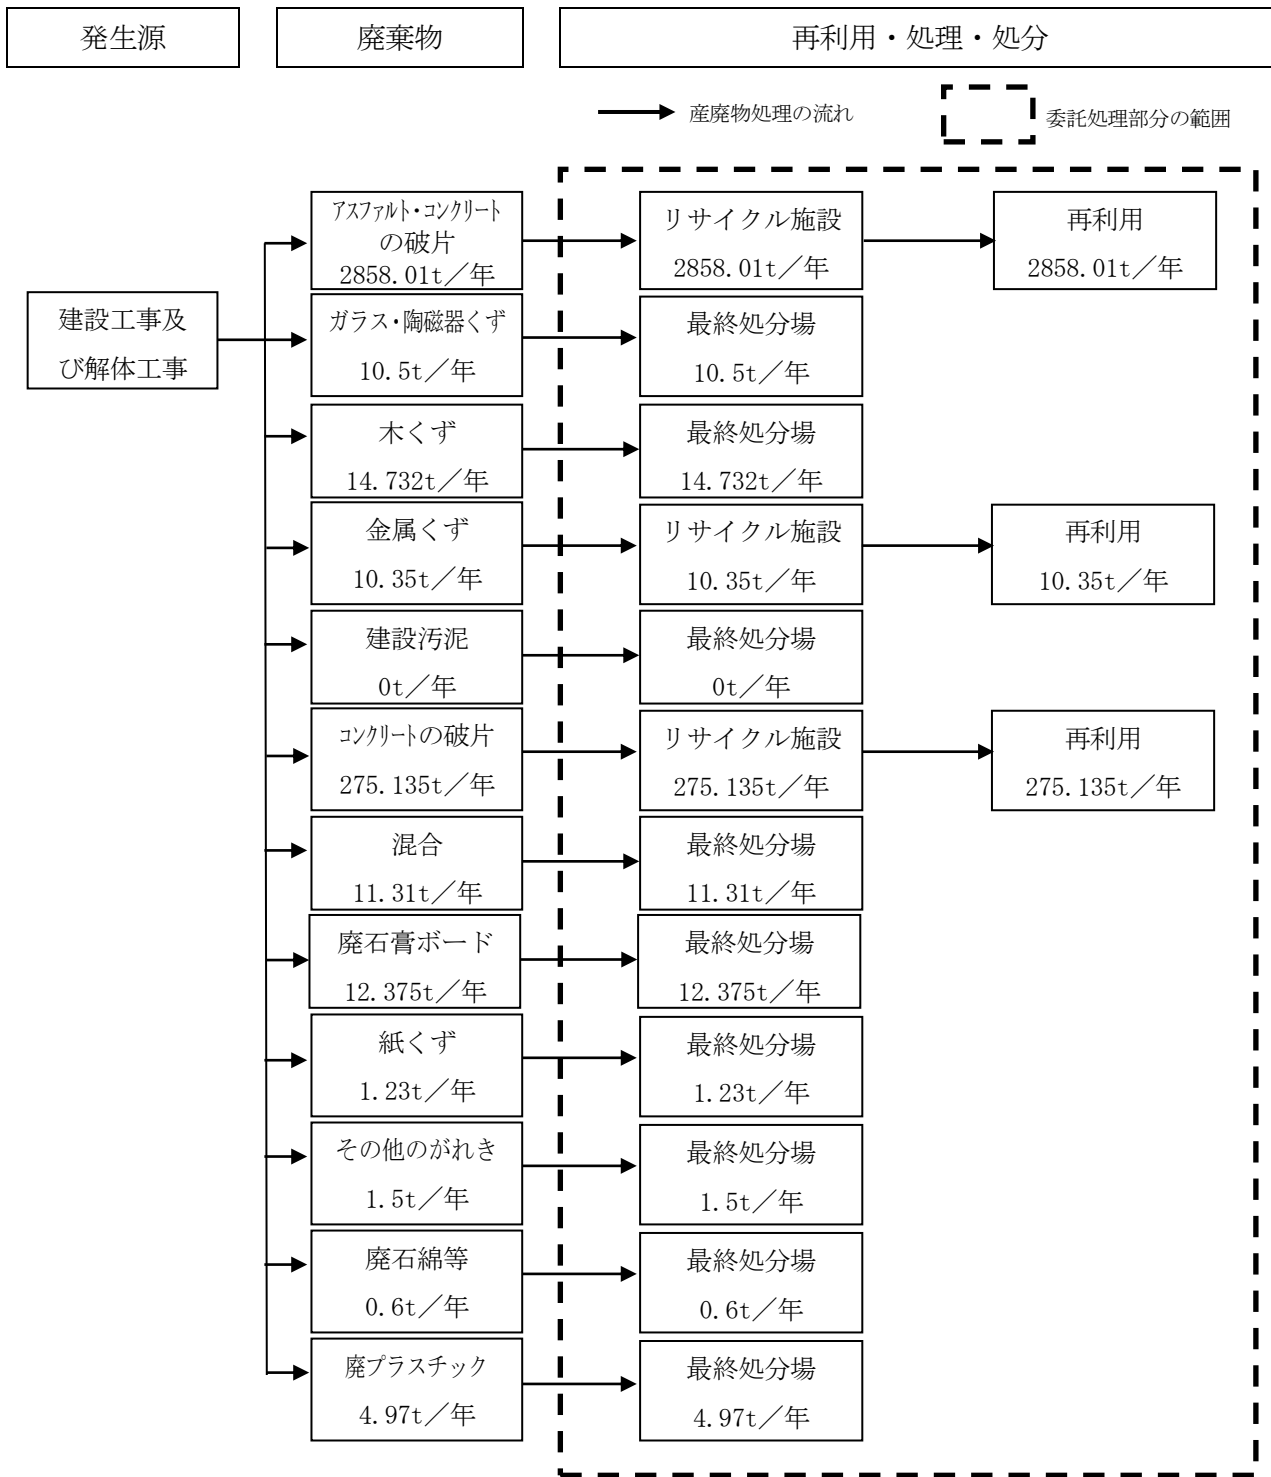 発生源
廃棄物
再利用・処理・処分
産廃物処理の流れ
委託処理部分の範囲
建設工事及
び解体工事
アスファルト・コンクリート
の破片
2858.01t／年
リサイクル施設
2858.01t／年
再利用
2858.01t／年
ガラス・陶磁器くず
10.5t／年
最終処分場
10.5t／年
木くず
14.732t／年
最終処分場
14.732t／年
金属くず
10.35t／年
リサイクル施設
10.35t／年
再利用
10.35t／年
建設汚泥
0t／年
最終処分場
0t／年
コンクリートの破片
275.135t／年
リサイクル施設
275.135t／年
再利用
275.135t／年
混合
11.31t／年
最終処分場
11.31t／年
廃石膏ボード
12.375t／年
最終処分場
12.375t／年
紙くず
1.23t／年
最終処分場
1.23t／年
その他のがれき
1.5t／年
最終処分場
1.5t／年
廃石綿等
0.6t／年
最終処分場
0.6t／年
廃プラスチック
4.97t／年
最終処分場
4.97t／年